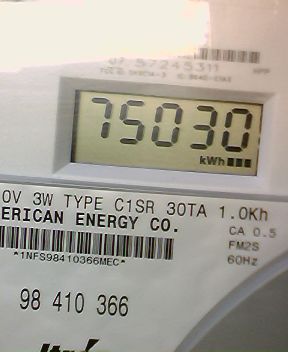 57245311
75030
kWh
0V 3W TYPE C1SR 30TA 1.0Kh
ERICAN ENERGY CO.
CA 0.5
FM2S
*1NFS98410366MEC*
60Hz
98 410 366